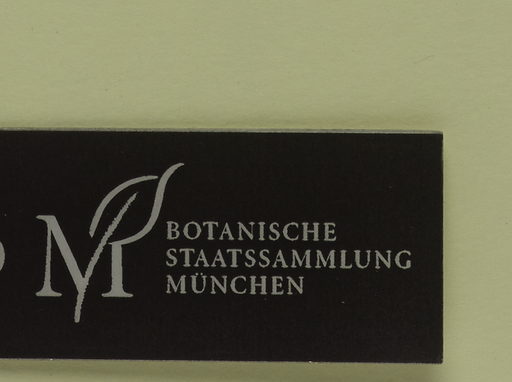 M
BOTANISCHE
STAATSSAMMLUNG
MÜNCHEN